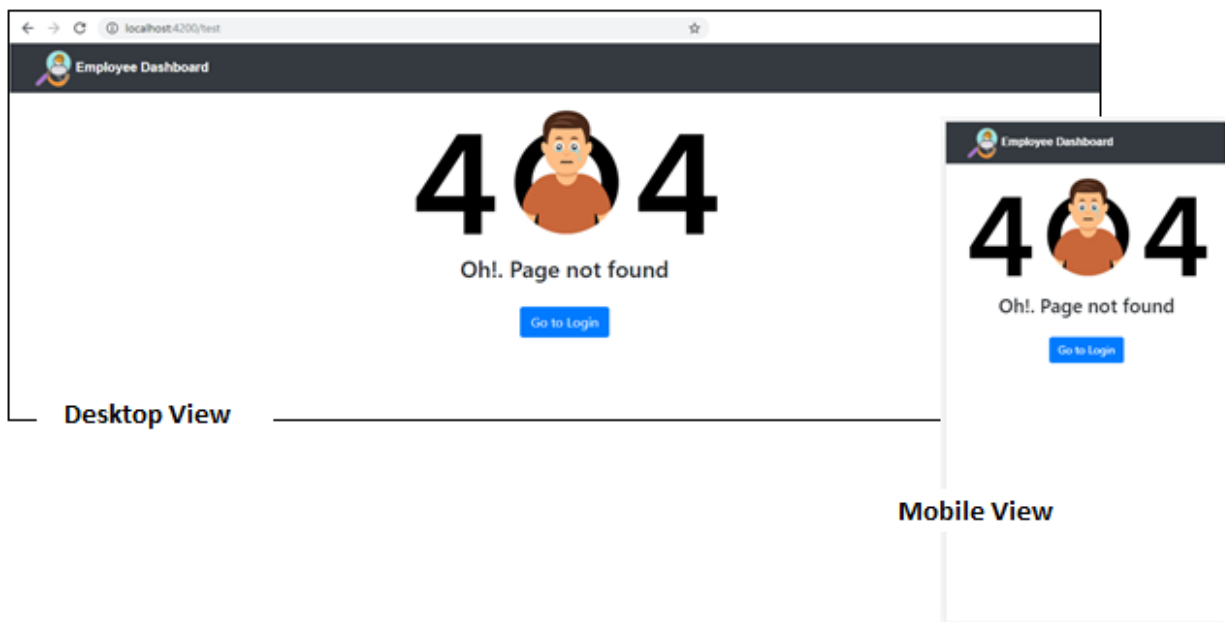 localhost:4200/test
Employee Dashboard
404
Oh!. Page not found
Go to Login
Desktop View
Employee Dashboard
404
Oh!. Page not found
Go to Login
Mobile View